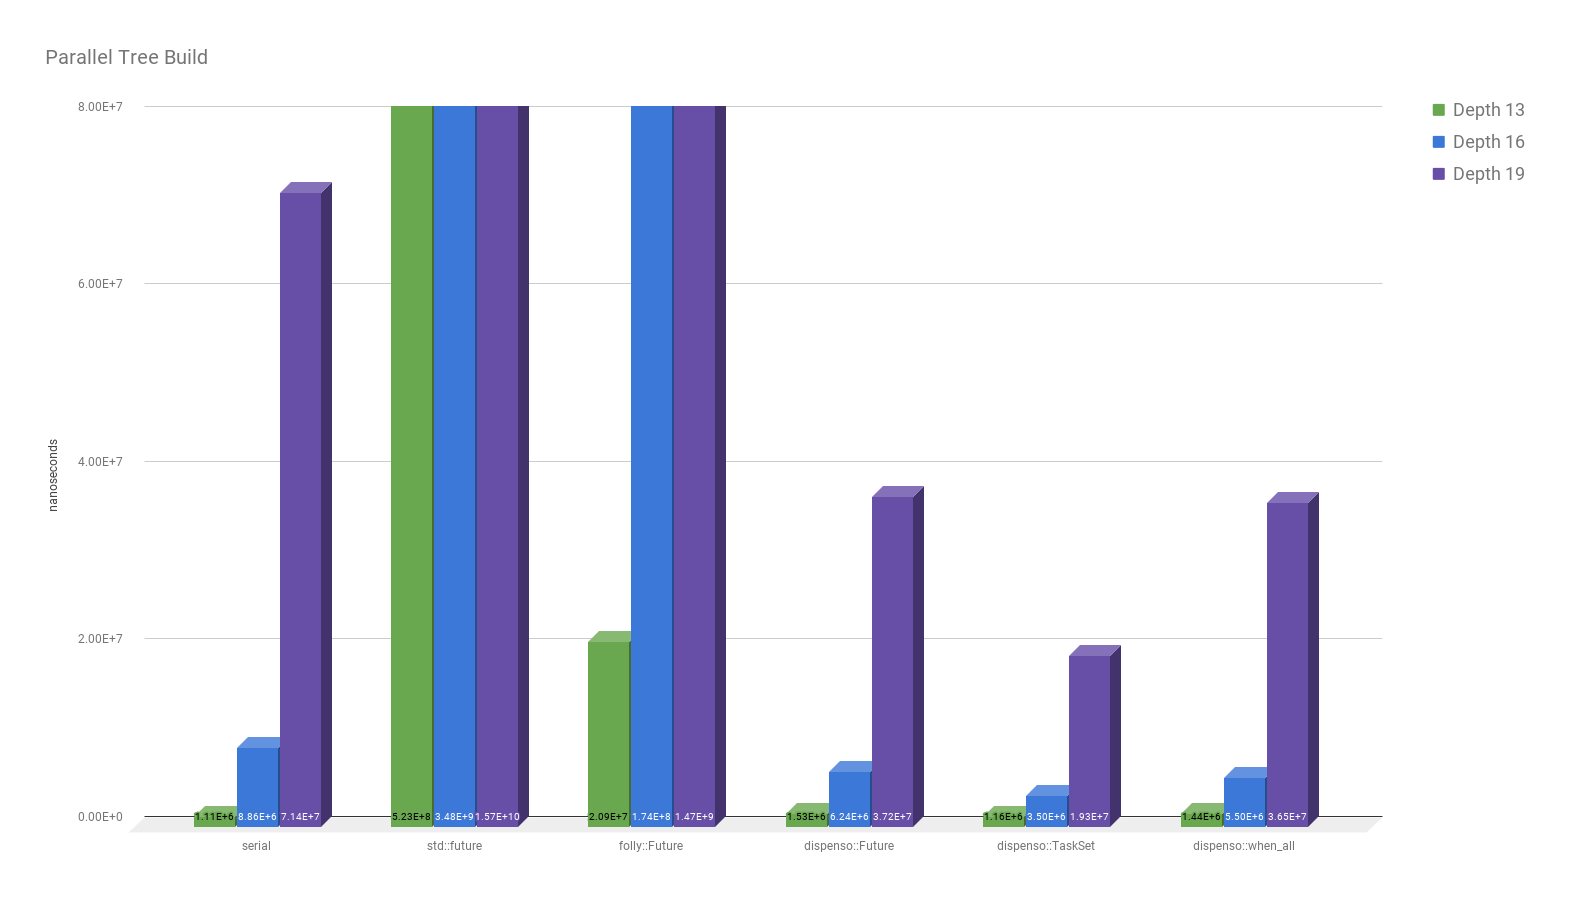 Parallel Tree Build
Depth 13
Depth 16
Depth 19
nanoseconds
8.00E+7
6.00E+7
4.00E+7
2.00E+7
0.00E+0
1.11E+6 8.86E+6 7.14E+7 5.23E+8 3.48E+9 1.57E+10 2.09E+7 1.74E+8 1.47E+9 1.53E+6 6.24E+6 3.72E+7 1.16E+6 3.50E+6 1.93E+7 1.44E+6 5.50E+6 3.65E+7
serial std::future folly::Future dispenso::Future dispenso::TaskSet dispenso::when_all